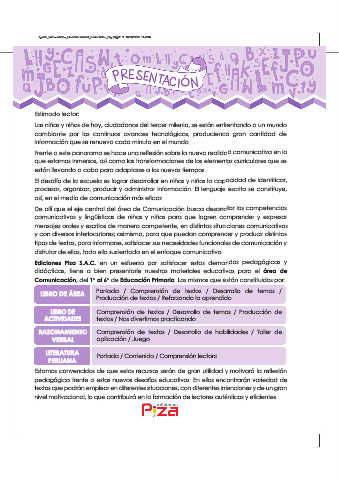 PRESENTACIÓN
Estimado lector:
Las niñas y niños de hoy, ciudadanos del tercer milenio, se están enfrentando a un mundo
cambiante por los continuos avances tecnológicos, produciendo gran cantidad de
información que se renueva cada minuto en el mundo
Frente a este panorama se hace una reflexión sobre la nueva realidad comunicativa en la
que estamos inmersos, así como las transformaciones de los elementos curriculares que se
están llevando a cabo para adaptarse a los nuevos tiempos
El desafío de la escuela es lograr desarrollar en niñas y niños la capacidad de identificar,
procesar, organizar, producir y administrar información El lenguaje escrito se constituye,
así, en el medio de comunicación más eficaz
De allí que el eje central del área de Comunicación busca desarrollar las competencias
comunicativas y lingüísticas de niñas y niños para que logren comprender y expresar
mensajes orales y escritos de manera competente, en distintas situaciones comunicativas
y con diversos interlocutores; asimismo, para que puedan comprender y producir distintos
tipos de textos, para informarse, satisfacer sus necesidades funcionales de comunicación y
disfrutar de ellos, todo ello sustentado en el enfoque comunicativo
Ediciones Piza S.A.C. en un esfuerzo por satisfacer estas demandas pedagógicas y
didácticas, tiene a bien presentarle nuestros materiales educativos para el área de
Comunicación, del 1° al 6° de Educación Primaria Los mismos que están constituidos por:
LIBRO DE ÁREA
Portada / Comprensión de textos / Desarrollo de temas /
Producción de textos / Reforzando lo aprendido
LIBRO DE
ACTIVIDADES
Comprensión de textos / Desarrollo de temas / Producción de
textos / Nos divertimos practicando
RAZONAMIENTO
VERBAL
Comprensión de textos / Desarrollo de habilidades / Taller de
aplicación / Juego
LITERATURA
PERUANA
Portada / Contenido / Comprensión lectora
Estamos convencidos de que estos recursos serán de gran utilidad y motivará la reflexión
pedagógica frente a estos nuevos desafíos educativos En ellos encontrarán variedad de
textos que podrán emplear en diferentes situaciones, con diferentes intenciones y de un gran
nivel motivacional, lo que contribuirá en la formación de lectores auténticos y eficientes
Piza